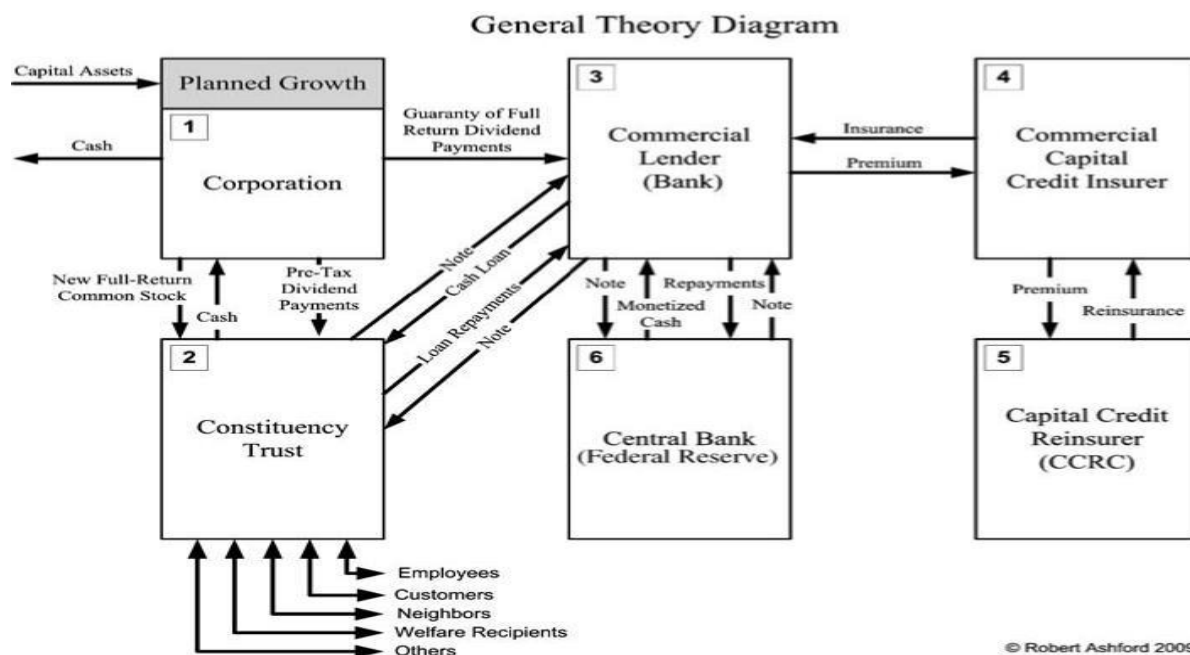 General Theory Diagram
Capital Assets
Planned Growth
1
Cash
Corporation
Guaranty of Full
Return Dividend
Payments
3
Commercial
Lender
(Bank)
Insurance
Premium
4
Commercial
Capital
Credit Insurer
New Full-Return
Common Stock
Cash
Pre-Tax
Dividend
Payments
Note
Cash Loan
Loan Repayments
Note
Note
Monetized
Cash
Repayments
Note
Premium
Reinsurance
2
Constituency
Trust
6
Central Bank
(Federal Reserve)
5
Capital Credit
Reinsurer
(CCRC)
Employees
Customers
Neighbors
Welfare Recipients
Others
© Robert Ashford 2009